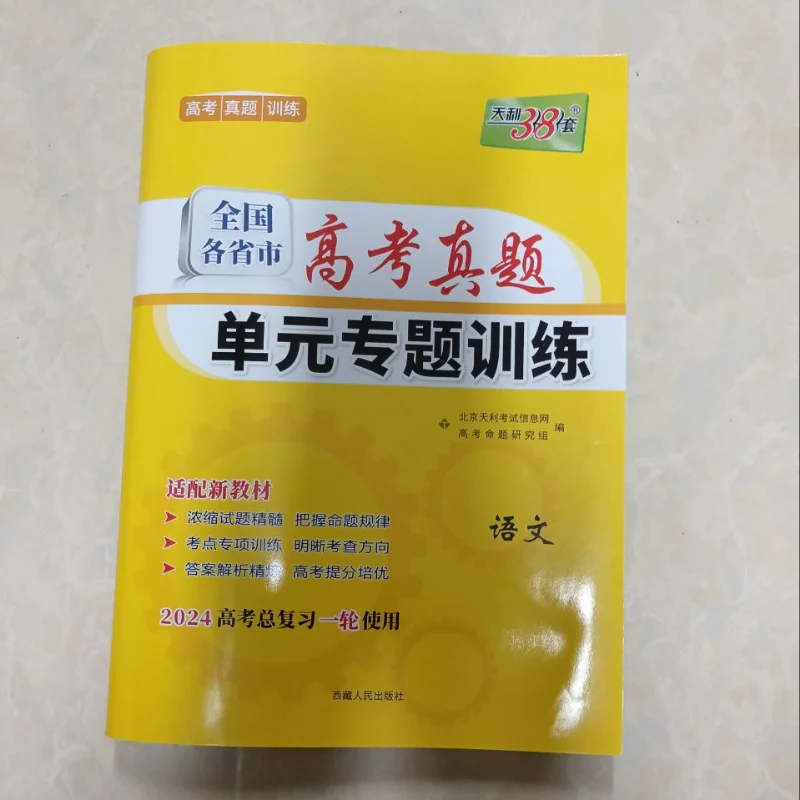 高考 真题 训练
天利38套®
全国
各省市
高考真题
单元专题训练
北京天利考试信息网
高考命题研究组
编
适配新教材
浓缩试题精髓 把握命题规律
考点专项训练 明晰考查方向
答案解析精 高考提分培优
语文
2024高考总复习一轮使用
西藏人民出版社